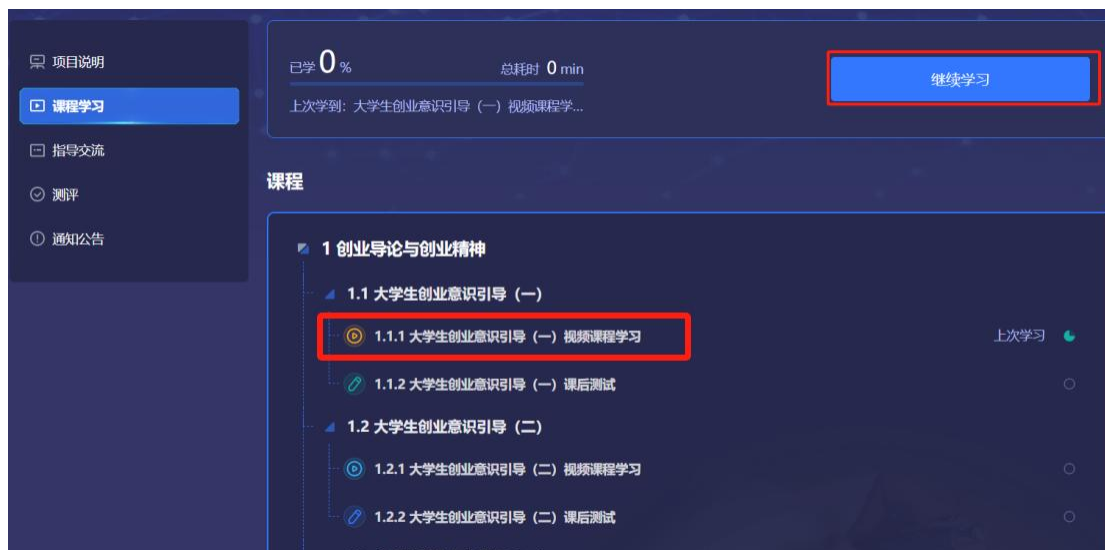 项目说明
课程学习
指导交流
测评
通知公告
已学 0 %
总耗时 0 min
上次学到：大学生创业意识引导（一）视频课程学...
继续学习
课程
1 创业导论与创业精神
1.1 大学生创业意识引导（一）
1.1.1 大学生创业意识引导（一）视频课程学习
上次学习
1.1.2 大学生创业意识引导（一）课后测试
1.2 大学生创业意识引导（二）
1.2.1 大学生创业意识引导（二）视频课程学习
1.2.2 大学生创业意识引导（二）课后测试